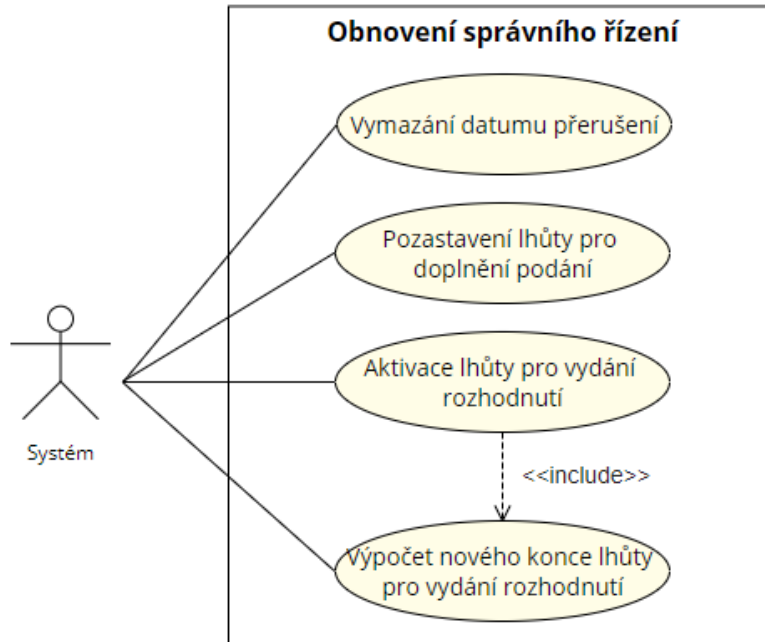 Obnovení správního řízení
Vymazání datumu přerušení
Pozastavení lhůty pro
doplnění podání
Aktivace lhůty pro vydání
rozhodnutí
Systém
<<include>>
Výpočet nového konce lhůty
pro vydání rozhodnutí